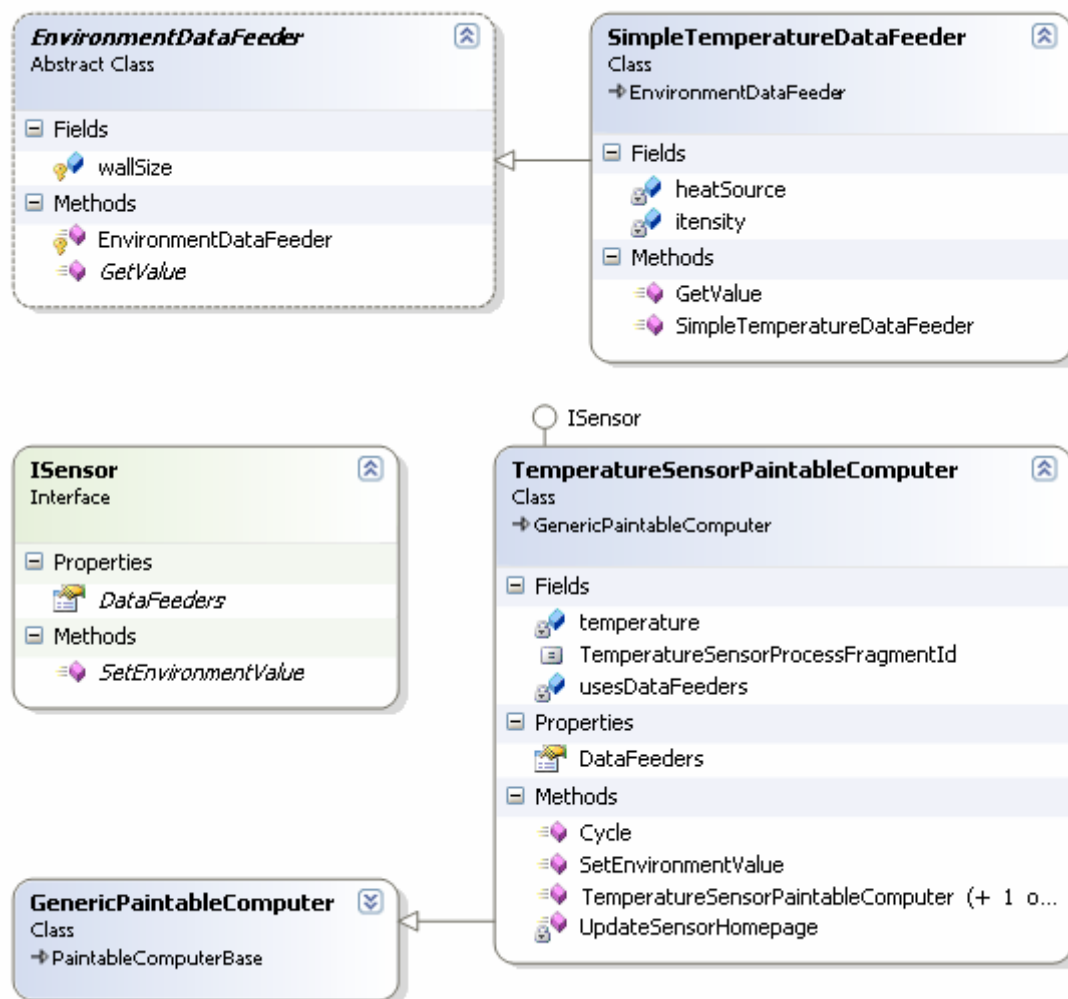 EnvironmentDataFeeder
Abstract Class
Fields
wallSize
Methods
EnvironmentDataFeeder
GetValue
SimpleTemperatureDataFeeder
Class
EnvironmentDataFeeder
Fields
heatSource
itensity
Methods
GetValue
SimpleTemperatureDataFeeder
ISensor
Interface
Properties
DataFeeders
Methods
SetEnvironmentValue
ISensor
TemperatureSensorPaintableComputer
Class
GenericPaintableComputer
Fields
temperature
TemperatureSensorProcessFragmentId
usesDataFeeders
Properties
DataFeeders
Methods
Cycle
SetEnvironmentValue
TemperatureSensorPaintableComputer (+ 1 o...
UpdateSensorHomepage
GenericPaintableComputer
Class
PaintableComputerBase